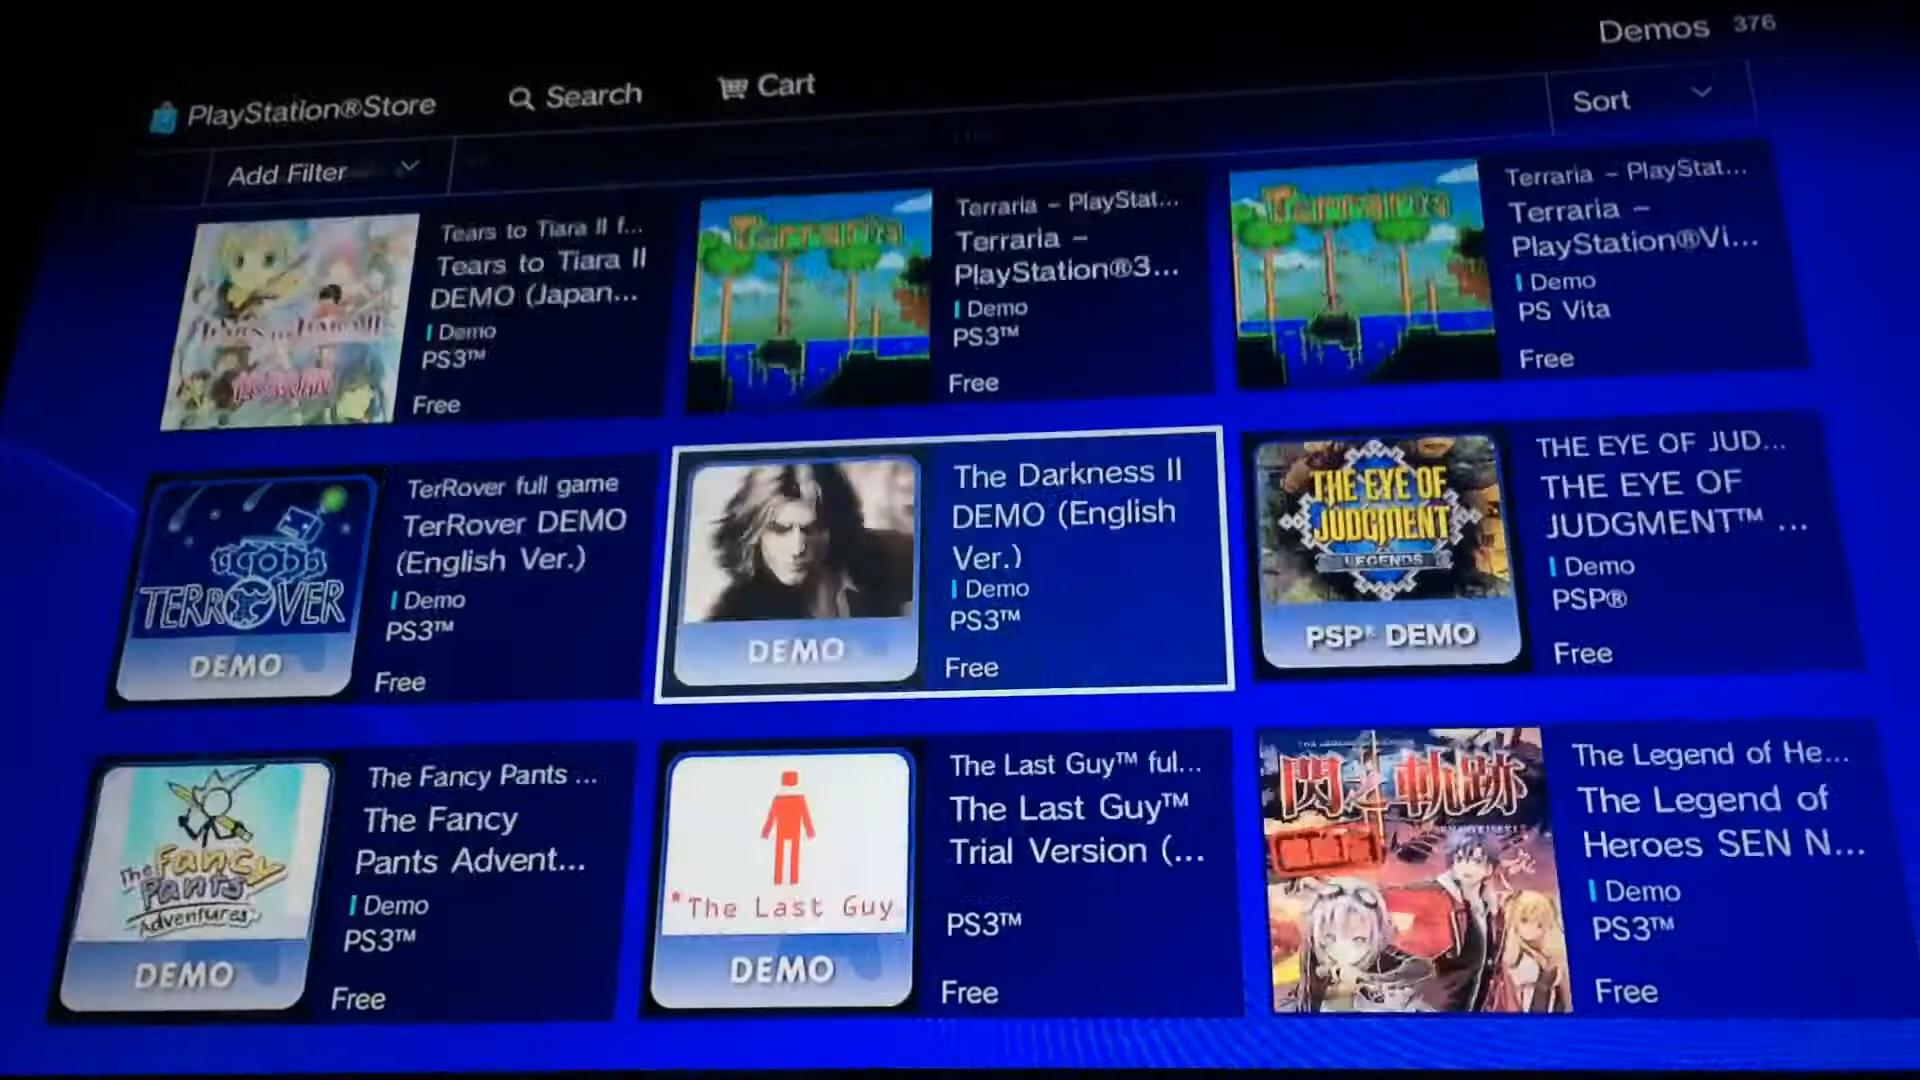 Demos 376
PlayStation®Store
Search
Cart
Add Filter
Sort
Tears to Tiara II f...
Tears to Tiara II
DEMO (Japan...
Demo
PS3™
Free
Terraria
Terraria – PlayStat...
Terraria –
PlayStation®3...
Demo
PS3™
Free
Terraria
Terraria – PlayStat...
Terraria –
PlayStation®Vi...
Demo
PS Vita
Free
TERROVER
DEMO
TerRover full game
TerRover DEMO
(English Ver.)
Demo
PS3™
Free
DEMO
The Darkness II
DEMO (English
Ver.)
Demo
PS3™
Free
THE EYE OF
JUDGMENT
LEGENDS
PSP® DEMO
THE EYE OF JUD...
THE EYE OF
JUDGMENT™ ...
Demo
PSP®
Free
The Fancy
Pants
Adventures
DEMO
The Fancy Pants ...
The Fancy
Pants Advent...
Demo
PS3™
Free
The Last Guy
DEMO
The Last Guy™ ful...
The Last Guy™
Trial Version (...
PS3™
Free
閃之軌跡
The Legend of He...
The Legend of
Heroes SEN N...
Demo
PS3™
Free